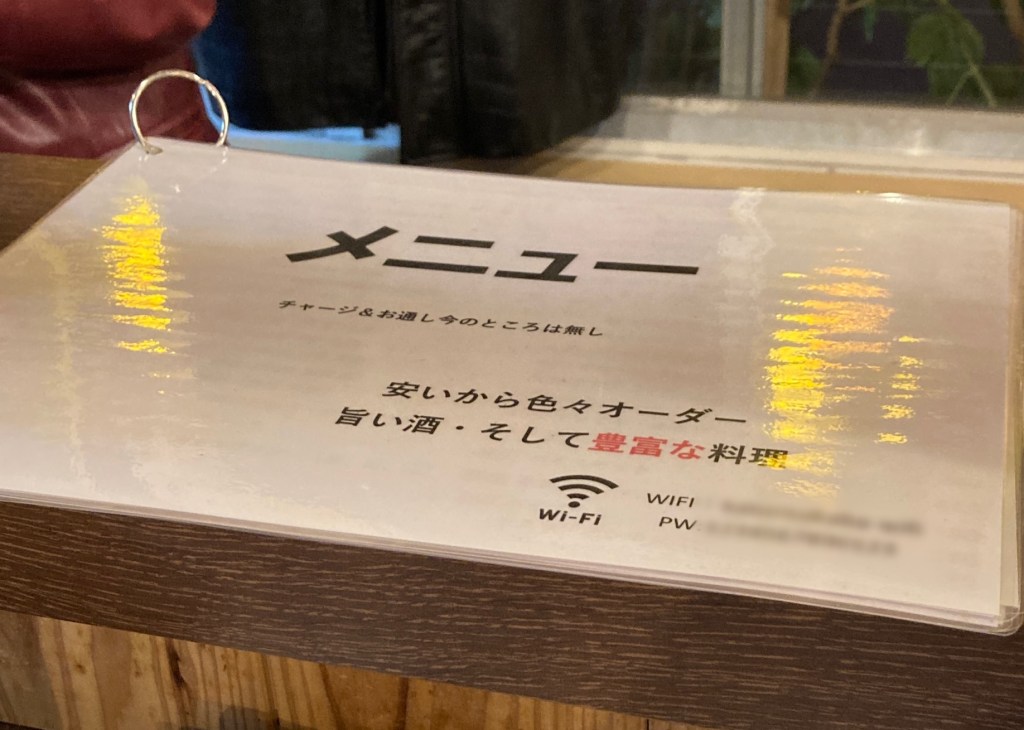 メニュー
チャージ&お通し今のところは無し
安いから色々オーダー
旨い酒・そして豊富な料理
Wi-Fi
WIFI
PW